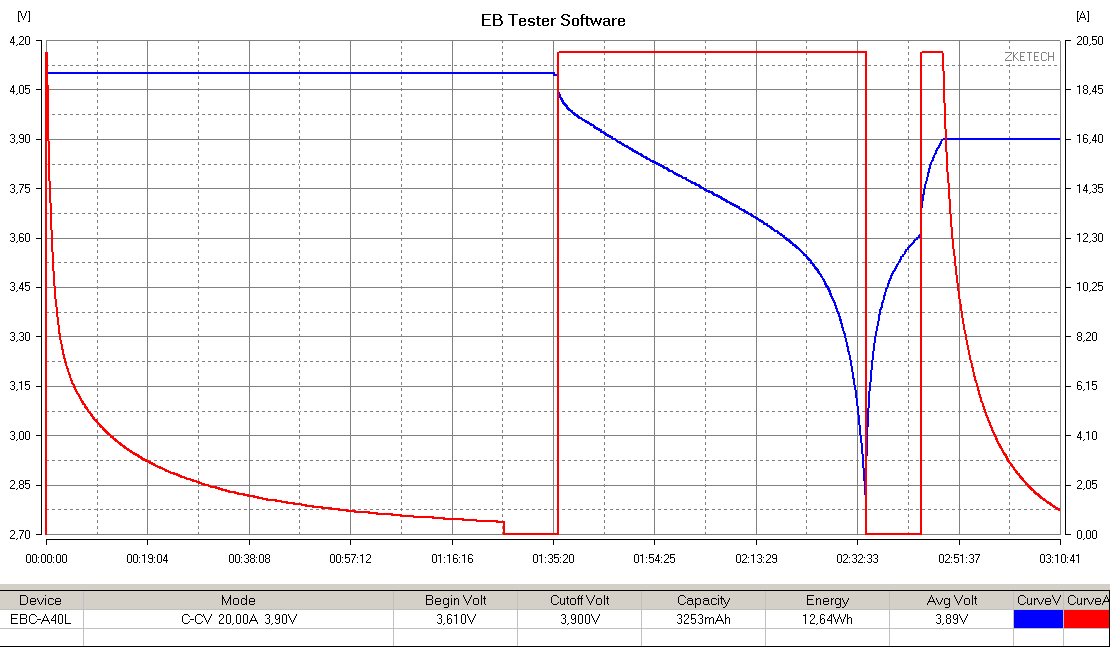 [V] EB Tester Software [A]
4,20 20,50
ZKETECH
4,05 18,45
3,90 16,40
3,75 14,35
3,60 12,30
3,45 10,25
3,30 8,20
3,15 6,15
3,00 4,10
2,85 2,05
2,70 0,00
00:00:00 00:19:04 00:38:08 00:57:12 01:16:16 01:35:20 01:54:25 02:13:29 02:32:33 02:51:37 03:10:41
Device Mode Begin Volt Cutoff Volt Capacity Energy Avg Volt CurveV CurveA
EBC-A40L C-CV 20,00A 3,90V 3,610V 3,900V 3253mAh 12,64Wh 3,89V